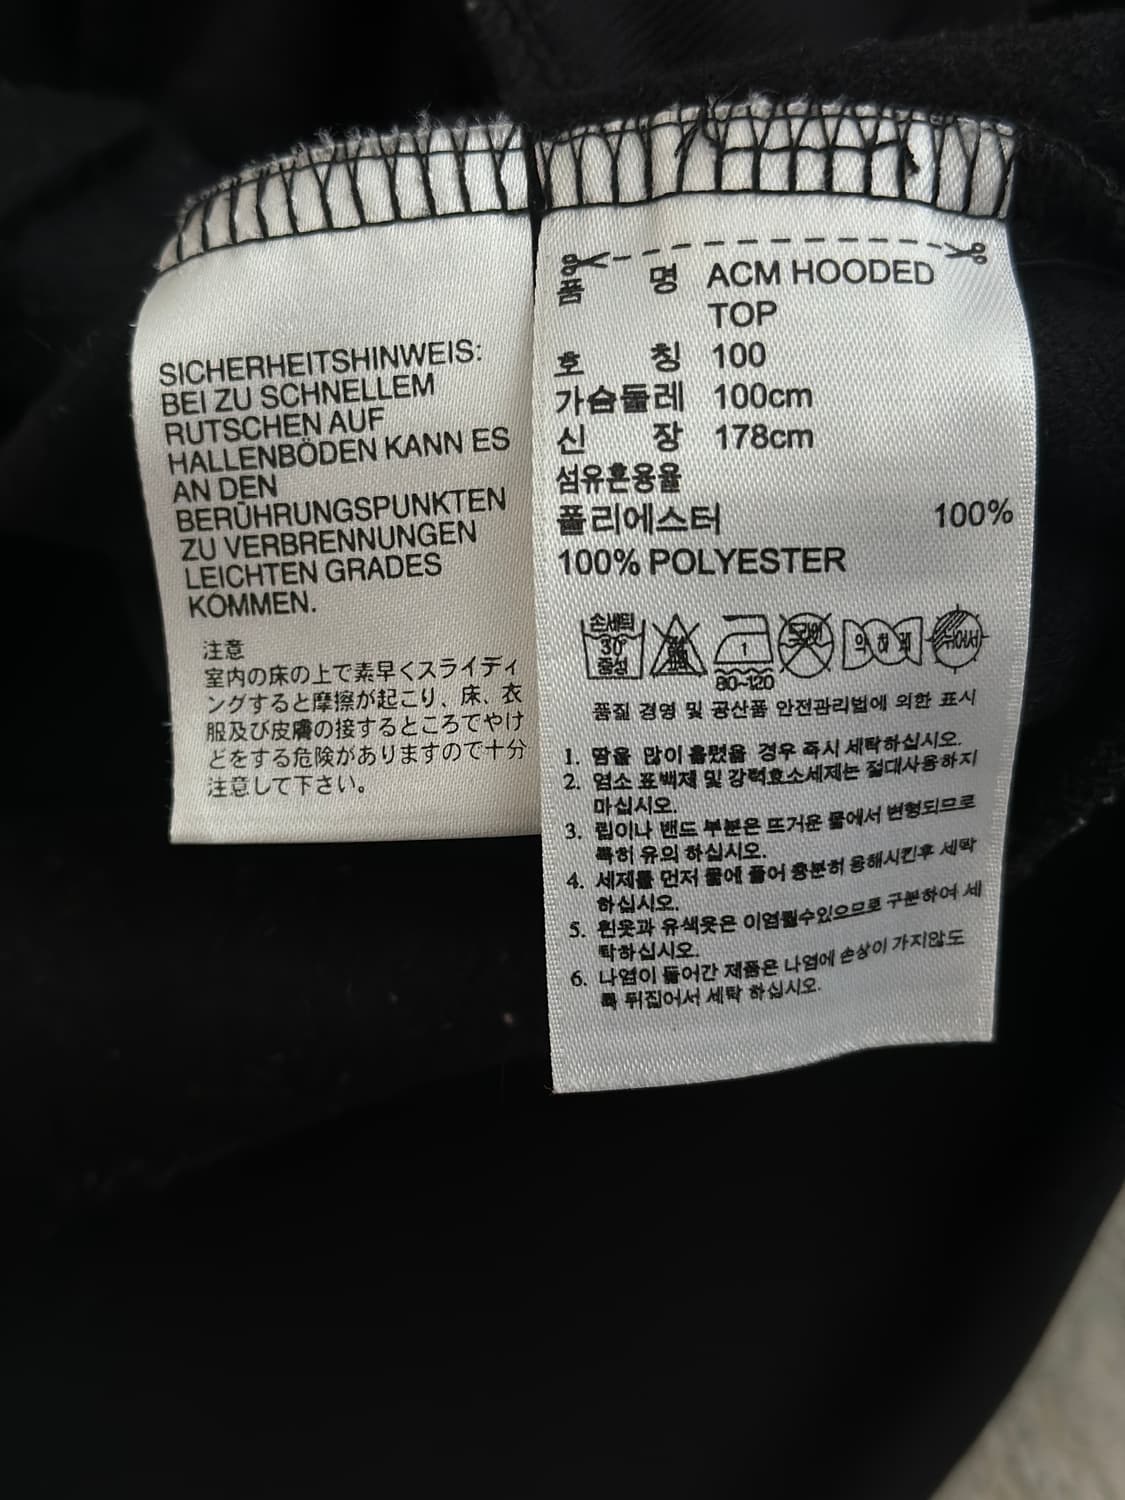 SICHERHEITSHINWEIS:
BEI ZU SCHNELLEM
RUTSCHEN AUF
HALLENBÖDEN KANN ES
AN DEN
BERÜHRUNGSPUNKTEN
ZU VERBRENNUNGEN
LEICHTEN GRADES
KOMMEN.
注意
室内の床の上で素早くスライディ
ングすると摩擦が起こり、床、衣
服及び皮膚の接するところでやけ
どをする危険がありますので十分
注意して下さい。
품 명 ACM HOODED
TOP
호 칭 100
가슴둘레 100cm
신 장 178cm
섬유혼용율
폴리에스터 100%
100% POLYESTER
손세탁
30°
중성
1
80~120
드라이
약하게
뉘어서
품질 경영 및 공산품 안전관리법에 의한 표시
1. 땀을 많이 흘렸을 경우 즉시 세탁하십시오.
2. 염소 표백제 및 강력효소세제는 절대사용하지
마십시오.
3. 립이나 밴드 부분은 뜨거운 물에서 변형되므로
특히 유의 하십시오.
4. 세제를 먼저 물에 풀어 충분히 용해시킨후 세탁
하십시오.
5. 흰옷과 유색옷은 이염될수있으므로 구분하여 세
탁하십시오.
6. 나염이 들어간 제품은 나염에 손상이 가지않도
록 뒤집어서 세탁 하십시오.